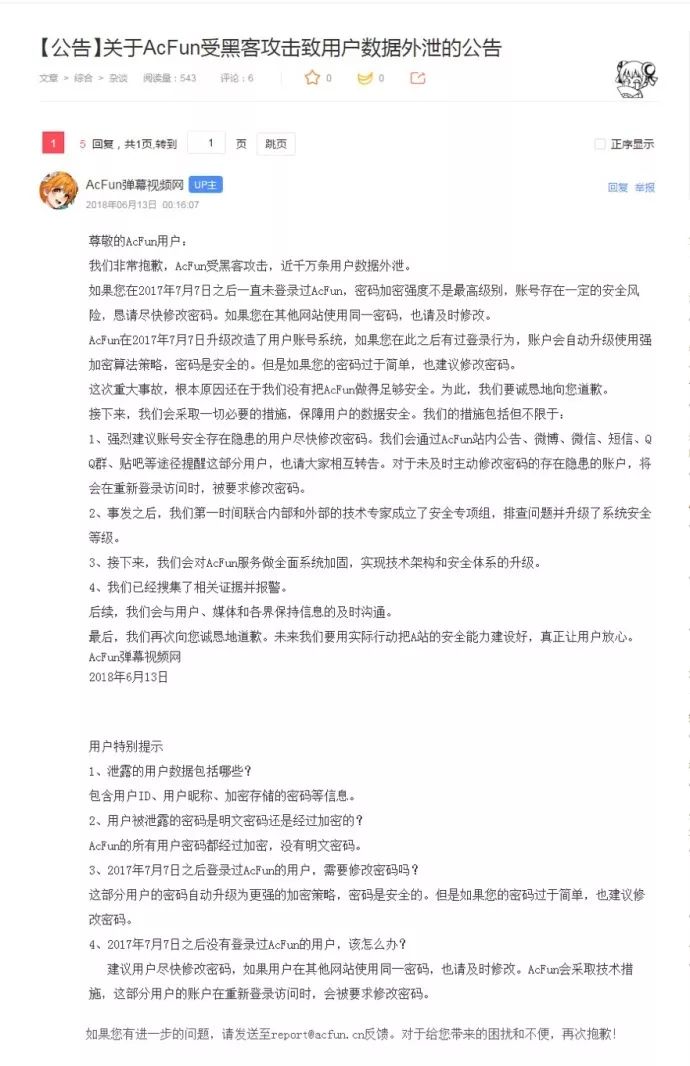 【公告】关于AcFun受黑客攻击致用户数据外泄的公告
文章 > 综合 > 杂谈 阅读量：543 评论：6 0 0
1 5 回复，共1页,转到 1 页 跳页 正序显示
AcFun弹幕视频网 UP主 回复 举报
2018年06月13日 00:16:07
尊敬的AcFun用户：
我们非常抱歉，AcFun受黑客攻击，近千万条用户数据外泄。
如果您在2017年7月7日之后一直未登录过AcFun，密码加密强度不是最高级别，账号存在一定的安全风
险，恳请尽快修改密码。如果您在其他网站使用同一密码，也请及时修改。
AcFun在2017年7月7日升级改造了用户账号系统，如果您在此之后有过登录行为，账户会自动升级使用强
加密算法策略，密码是安全的。但是如果您的密码过于简单，也建议修改密码。
这次重大事故，根本原因还在于我们没有把AcFun做得足够安全。为此，我们要诚恳地向您道歉。
接下来，我们会采取一切必要的措施，保障用户的数据安全。我们的措施包括但不限于：
1、强烈建议账号安全存在隐患的用户尽快修改密码。我们会通过AcFun站内公告、微博、微信、短信、Q
Q群、贴吧等途径提醒这部分用户，也请大家相互转告。对于未及时主动修改密码的存在隐患的账户，将
会在重新登录访问时，被要求修改密码。
2、事发之后，我们第一时间联合内部和外部的技术专家成立了安全专项组，排查问题并升级了系统安全
等级。
3、接下来，我们会对AcFun服务做全面系统加固，实现技术架构和安全体系的升级。
4、我们已经搜集了相关证据并报警。
后续，我们会与用户、媒体和各界保持信息的及时沟通。
最后，我们再次向您诚恳地道歉。未来我们要用实际行动把A站的安全能力建设好，真正让用户放心。
AcFun弹幕视频网
2018年6月13日
用户特别提示
1、泄露的用户数据包括哪些？
包含用户ID、用户昵称、加密存储的密码等信息。
2、用户被泄露的密码是明文密码还是经过加密的？
AcFun的所有用户密码都经过加密，没有明文密码。
3、2017年7月7日之后登录过AcFun的用户，需要修改密码吗？
这部分用户的密码自动升级为更强的加密策略，密码是安全的。但是如果您的密码过于简单，也建议修
改密码。
4、2017年7月7日之后没有登录过AcFun的用户，该怎么办？
建议用户尽快修改密码，如果用户在其他网站使用同一密码，也请及时修改。AcFun会采取技术措
施，这部分用户的账户在重新登录访问时，会被要求修改密码。
如果您有进一步的问题，请发送至report@acfun.cn反馈。对于给您带来的困扰和不便，再次抱歉！